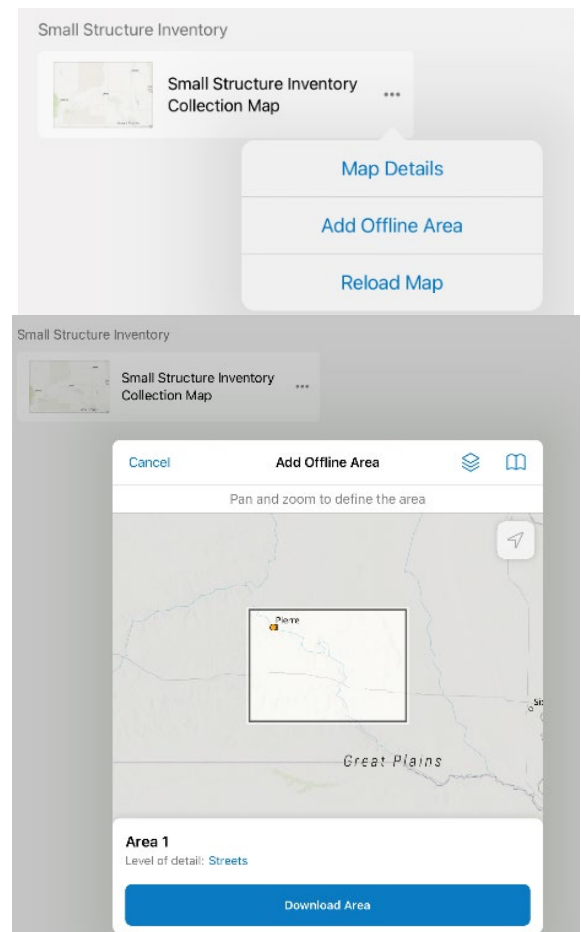 Small Structure Inventory
Small Structure Inventory
Collection Map
...
Map Details
Add Offline Area
Reload Map
Small Structure Inventory
Small Structure Inventory
Collection Map
...
Cancel Add Offline Area
Pan and zoom to define the area
Pierre
Great Plains
Area 1
Level of detail: Streets
Download Area